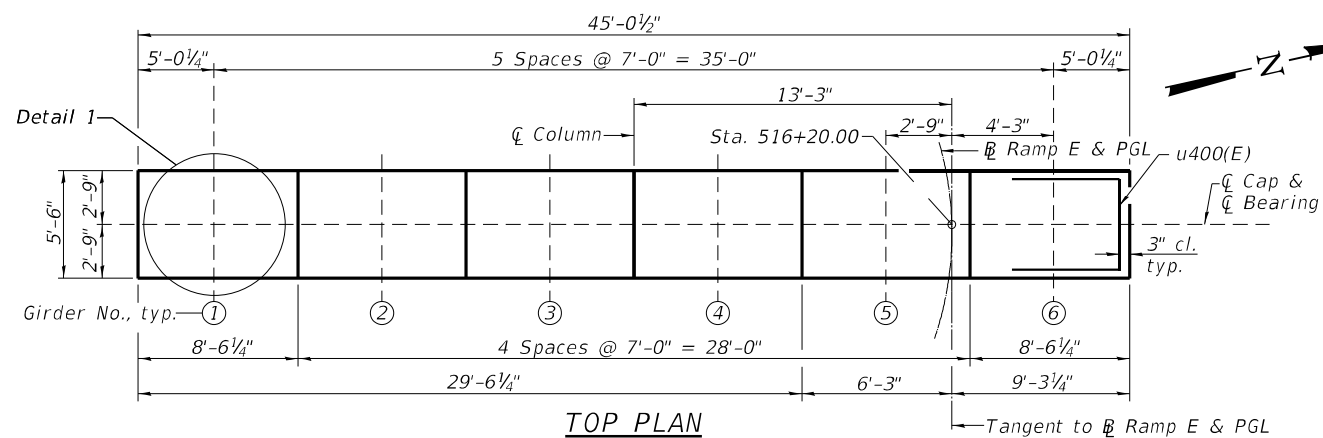 45'-0½"
5'-0¼"
5 Spaces @ 7'-0" = 35'-0"
5'-0¼"
N
13'-3"
Detail 1
℄ Column
Sta. 516+20.00
2'-9"
4'-3"
B̷L Ramp E & PGL
u400(E)
℄ Cap &
℄ Bearing
5'-6"
2'-9"
2'-9"
3" cl.
typ.
Girder No., typ.
1
2
3
4
5
6
8'-6¼"
4 Spaces @ 7'-0" = 28'-0"
8'-6¼"
29'-6¼"
6'-3"
9'-3¼"
TOP PLAN
Tangent to B̷L Ramp E & PGL